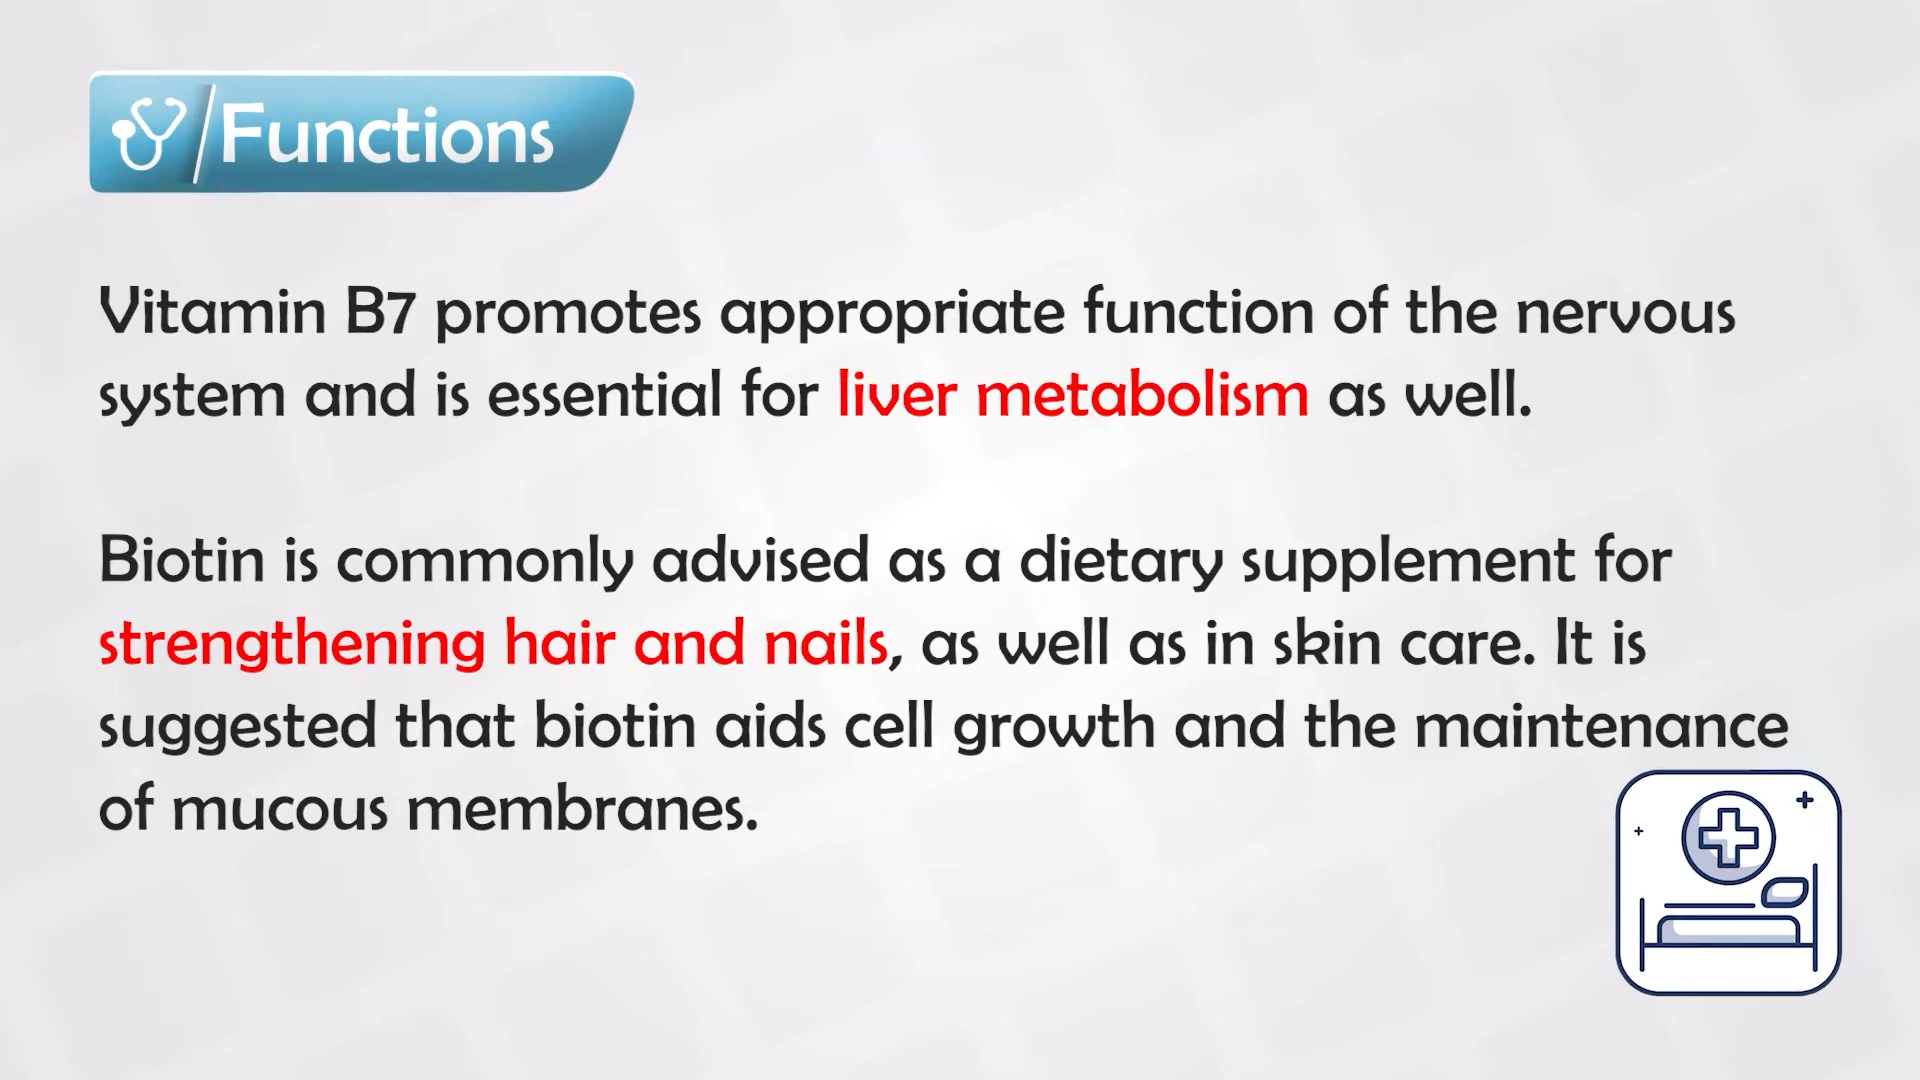 Functions
Vitamin B7 promotes appropriate function of the nervous
system and is essential for liver metabolism as well.
Biotin is commonly advised as a dietary supplement for
strengthening hair and nails, as well as in skin care. It is
suggested that biotin aids cell growth and the maintenance
of mucous membranes.